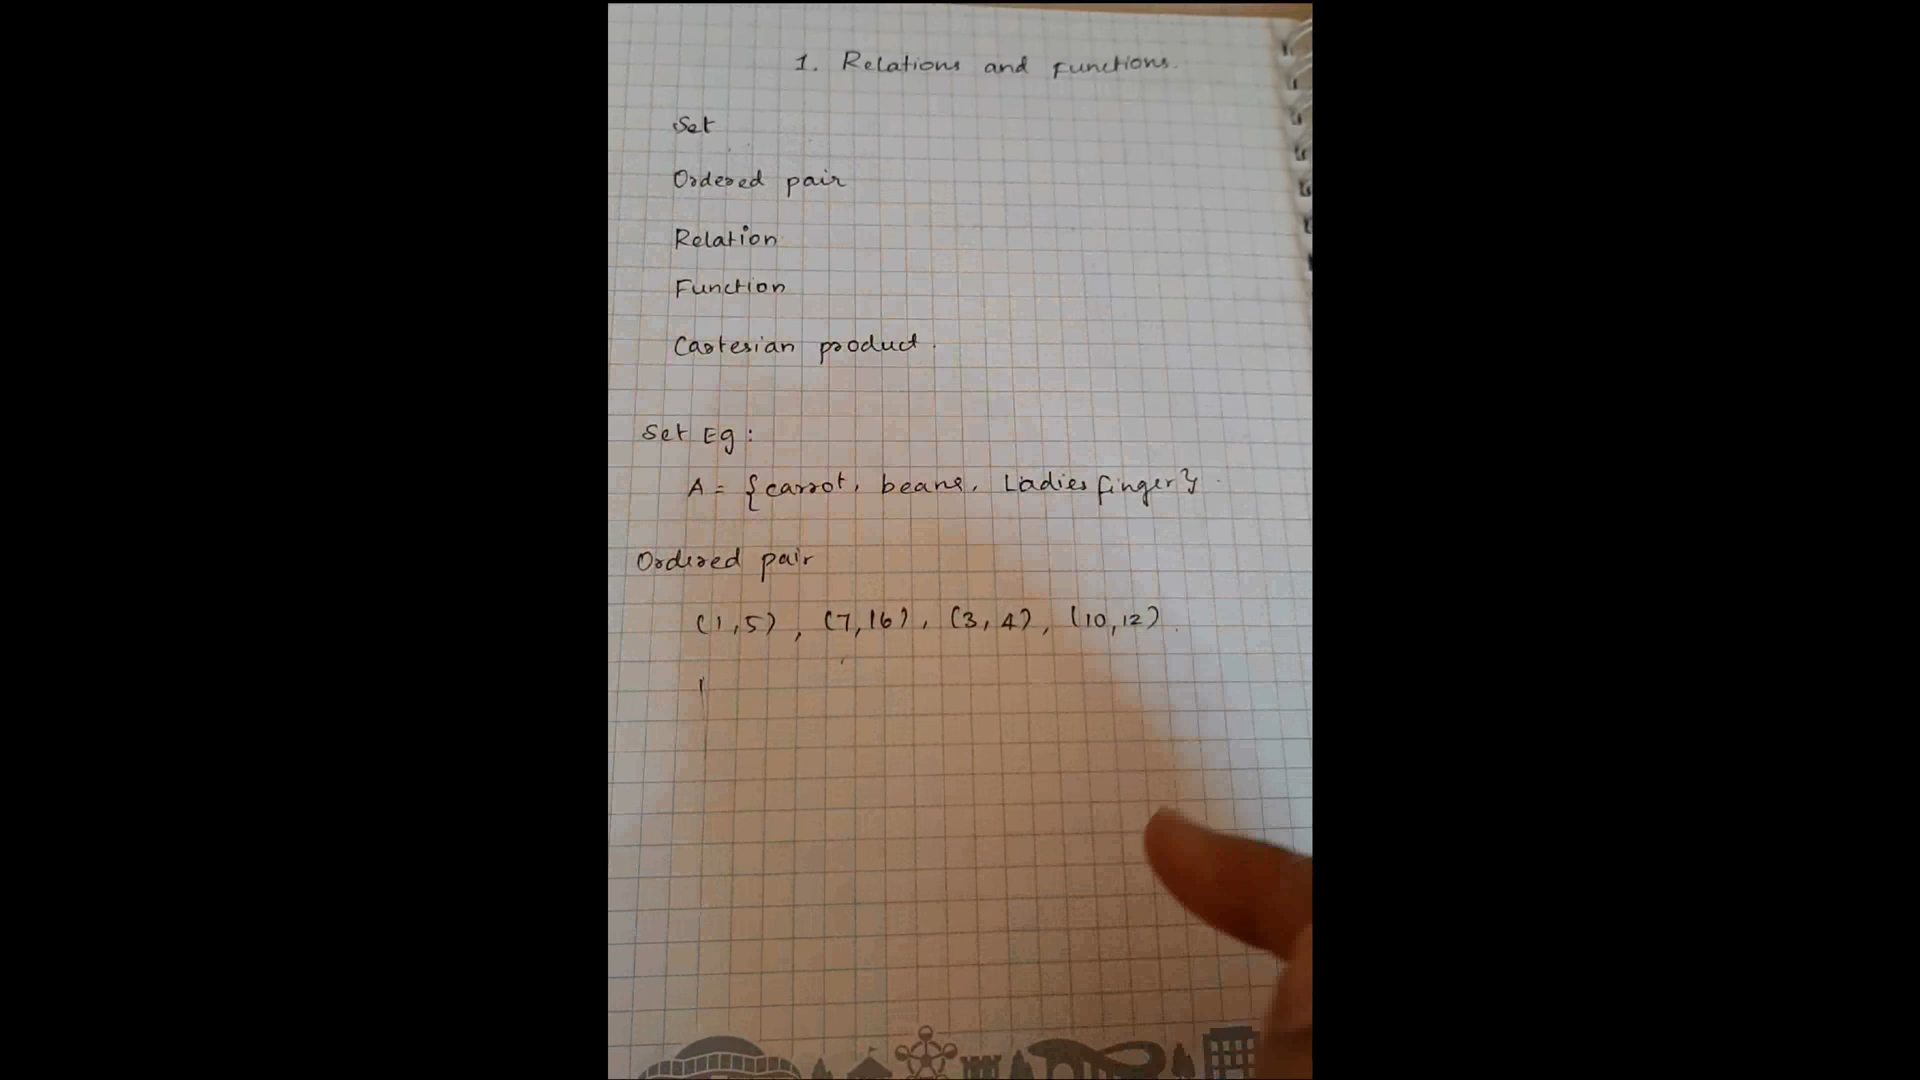 1. Relations and Functions.
Set
Ordered pair
Relation
Function
Cartesian product.
Set Eg:
A = {carrot, beans, Ladies finger}.
Ordered pair
(1,5), (7,16), (3,4), (10,12).